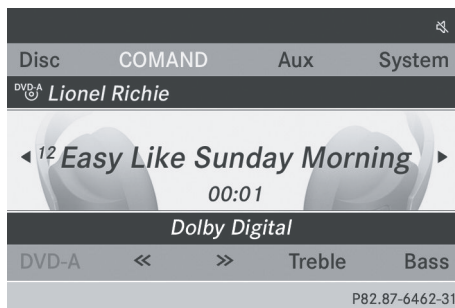 Disc COMAND Aux System
DVD-A Lionel Richie
12 Easy Like Sunday Morning
00:01
Dolby Digital
DVD-A << >> Treble Bass
P82.87-6462-31